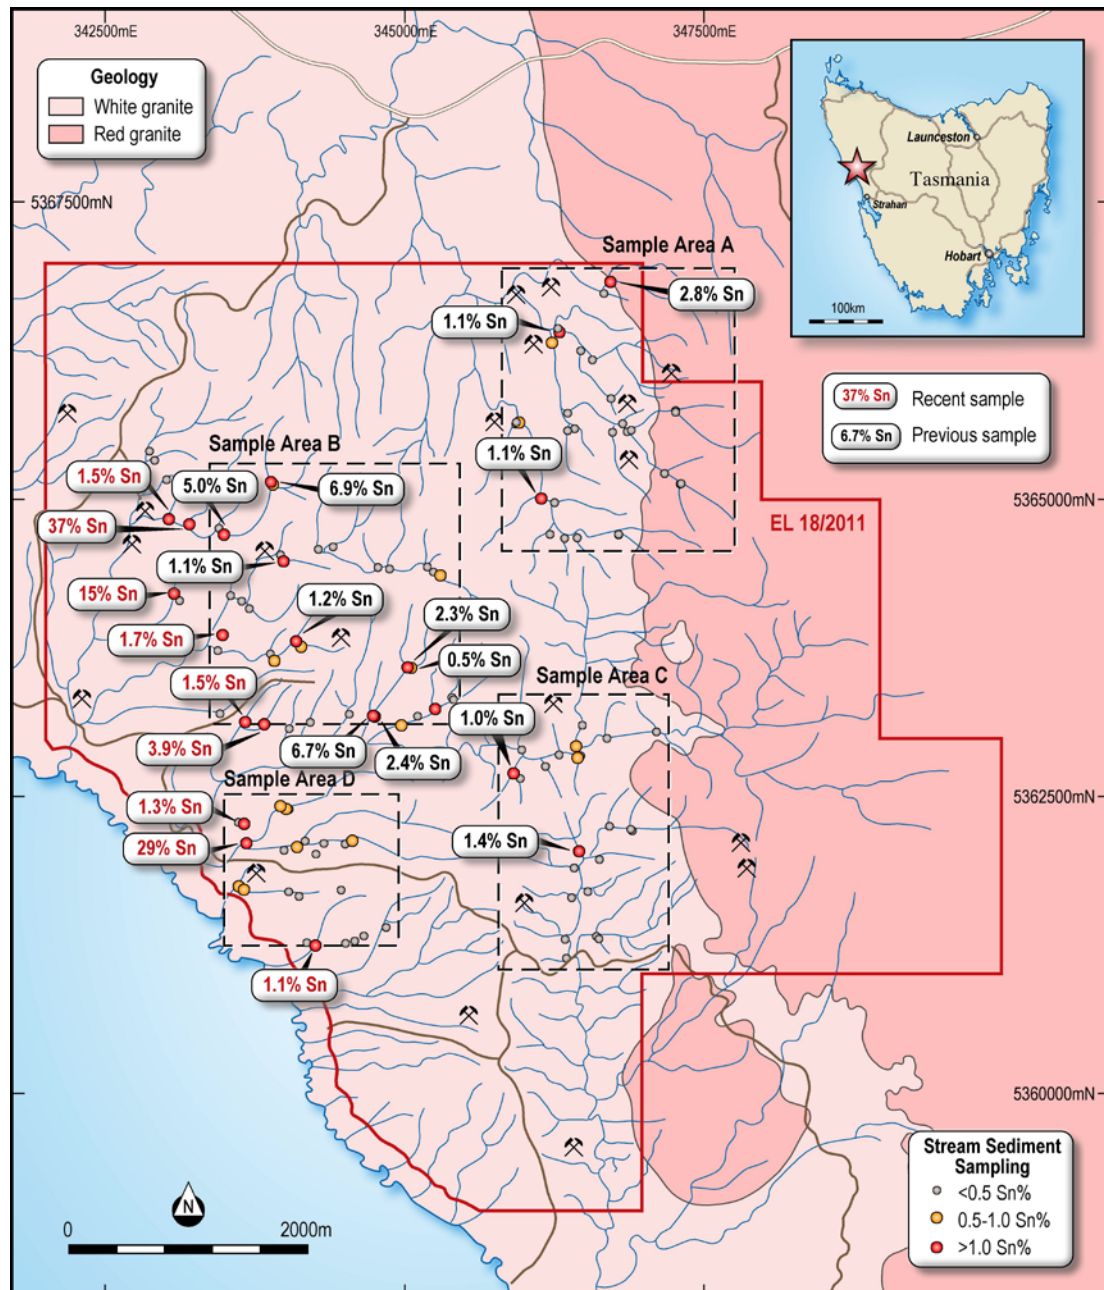 342500mE
345000mE
347500mE
Geology
White granite
Red granite
Launceston
Tasmania
Strahan
Hobart
100km
5367500mN
Sample Area A
2.8% Sn
1.1% Sn
37% Sn
Recent sample
6.7% Sn
Previous sample
Sample Area B
1.1% Sn
1.5% Sn
5.0% Sn
6.9% Sn
5365000mN
37% Sn
EL 18/2011
1.1% Sn
15% Sn
1.2% Sn
2.3% Sn
1.7% Sn
0.5% Sn
Sample Area C
1.5% Sn
1.0% Sn
3.9% Sn
6.7% Sn
2.4% Sn
Sample Area D
5362500mN
1.3% Sn
29% Sn
1.4% Sn
1.1% Sn
5360000mN
Stream Sediment
Sampling
<0.5 Sn%
0.5-1.0 Sn%
>1.0 Sn%
N
0
2000m